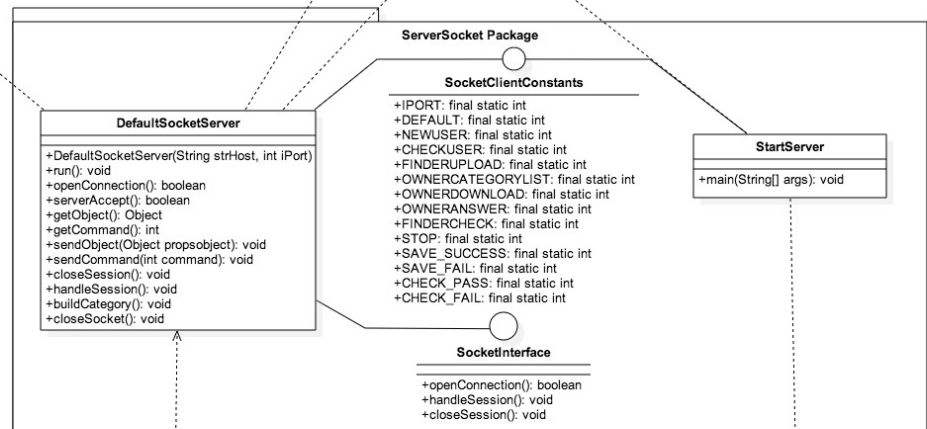 ServerSocket Package
DefaultSocketServer
+DefaultSocketServer(String strHost, int iPort)
+run(): void
+openConnection(): boolean
+serverAccept(): boolean
+getObject(): Object
+getCommand(): int
+sendObject(Object propsobject): void
+sendCommand(int command): void
+closeSession(): void
+handleSession(): void
+buildCategory(): void
+closeSocket(): void
SocketClientConstants
+IPORT: final static int
+DEFAULT: final static int
+NEWUSER: final static int
+CHECKUSER: final static int
+FINDERUPLOAD: final static int
+OWNERCATEGORYLIST: final static int
+OWNERDOWNLOAD: final static int
+OWNERANSWER: final static int
+FINDERCHECK: final static int
+STOP: final static int
+SAVE_SUCCESS: final static int
+SAVE_FAIL: final static int
+CHECK_PASS: final static int
+CHECK_FAIL: final static int
SocketInterface
+openConnection(): boolean
+handleSession(): void
+closeSession(): void
StartServer
+main(String[] args): void